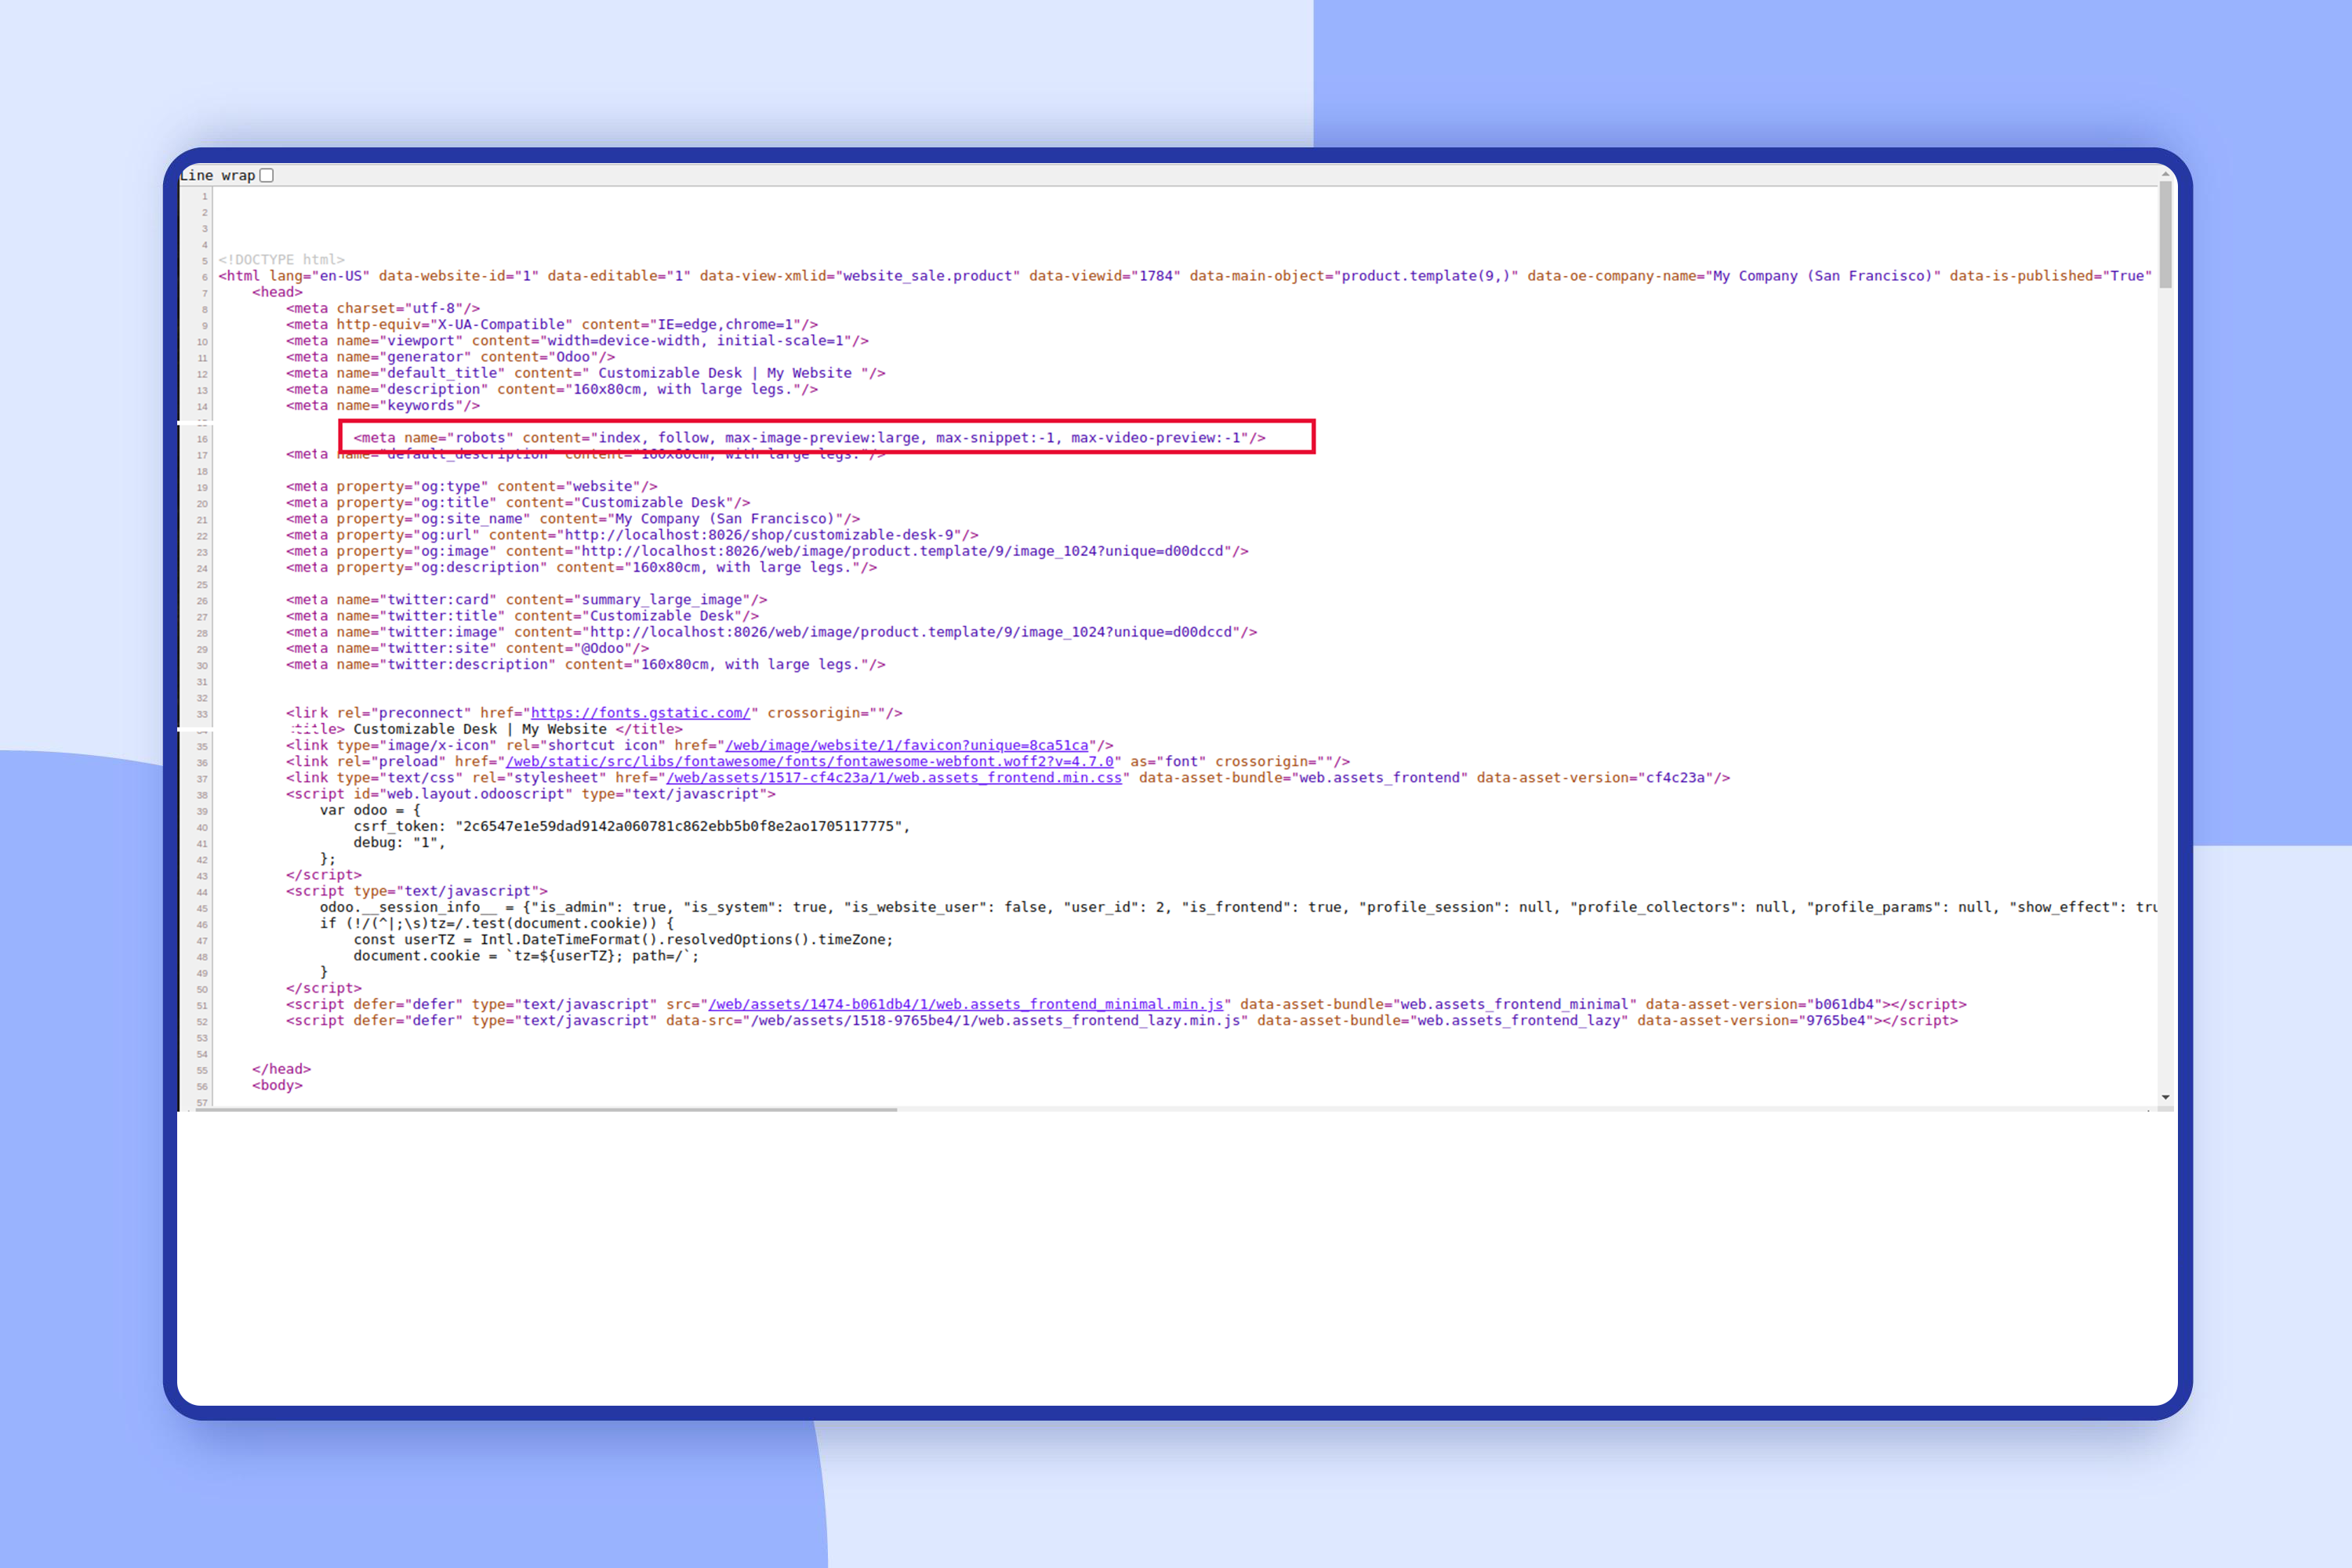 Line wrap
1
2
3
4
5 <!DOCTYPE html>
6 <html lang="en-US" data-website-id="1" data-editable="1" data-view-xmlid="website_sale.product" data-viewid="1784" data-main-object="product.template(9,)" data-oe-company-name="My Company (San Francisco)" data-is-published="True"
7 <head>
8 <meta charset="utf-8"/>
9 <meta http-equiv="X-UA-Compatible" content="IE=edge,chrome=1"/>
10 <meta name="viewport" content="width=device-width, initial-scale=1"/>
11 <meta name="generator" content="Odoo"/>
12 <meta name="default_title" content=" Customizable Desk | My Website "/>
13 <meta name="description" content="160x80cm, with large legs."/>
14 <meta name="keywords"/>
16 <meta name="robots" content="index, follow, max-image-preview:large, max-snippet:-1, max-video-preview:-1"/>
17 <meta name="default_description" content="160x80cm, with large legs."/>
18
19 <meta property="og:type" content="website"/>
20 <meta property="og:title" content="Customizable Desk"/>
21 <meta property="og:site_name" content="My Company (San Francisco)"/>
22 <meta property="og:url" content="http://localhost:8026/shop/customizable-desk-9"/>
23 <meta property="og:image" content="http://localhost:8026/web/image/product.template/9/image_1024?unique=d00dccd"/>
24 <meta property="og:description" content="160x80cm, with large legs."/>
25
26 <meta name="twitter:card" content="summary_large_image"/>
27 <meta name="twitter:title" content="Customizable Desk"/>
28 <meta name="twitter:image" content="http://localhost:8026/web/image/product.template/9/image_1024?unique=d00dccd"/>
29 <meta name="twitter:site" content="@Odoo"/>
30 <meta name="twitter:description" content="160x80cm, with large legs."/>
31
32
33 <link rel="preconnect" href="https://fonts.gstatic.com/" crossorigin=""/>
<title> Customizable Desk | My Website </title>
35 <link type="image/x-icon" rel="shortcut icon" href="/web/image/website/1/favicon?unique=8ca51ca"/>
36 <link rel="preload" href="/web/static/src/libs/fontawesome/fonts/fontawesome-webfont.woff2?v=4.7.0" as="font" crossorigin=""/>
37 <link type="text/css" rel="stylesheet" href="/web/assets/1517-cf4c23a/1/web.assets_frontend.min.css" data-asset-bundle="web.assets_frontend" data-asset-version="cf4c23a"/>
38 <script id="web.layout.odooscript" type="text/javascript">
39 var odoo = {
40 csrf_token: "2c6547e1e59dad9142a060781c862ebb5b0f8e2ao1705117775",
41 debug: "1",
42 };
43 </script>
44 <script type="text/javascript">
45 odoo.__session_info__ = {"is_admin": true, "is_system": true, "is_website_user": false, "user_id": 2, "is_frontend": true, "profile_session": null, "profile_collectors": null, "profile_params": null, "show_effect": tru
46 if (!/(^|;\s)tz=/.test(document.cookie)) {
47 const userTZ = Intl.DateTimeFormat().resolvedOptions().timeZone;
48 document.cookie = `tz=${userTZ}; path=/`;
49 }
50 </script>
51 <script defer="defer" type="text/javascript" src="/web/assets/1474-b061db4/1/web.assets_frontend_minimal.min.js" data-asset-bundle="web.assets_frontend_minimal" data-asset-version="b061db4"></script>
52 <script defer="defer" type="text/javascript" data-src="/web/assets/1518-9765be4/1/web.assets_frontend_lazy.min.js" data-asset-bundle="web.assets_frontend_lazy" data-asset-version="9765be4"></script>
53
54
55 </head>
56 <body>
57